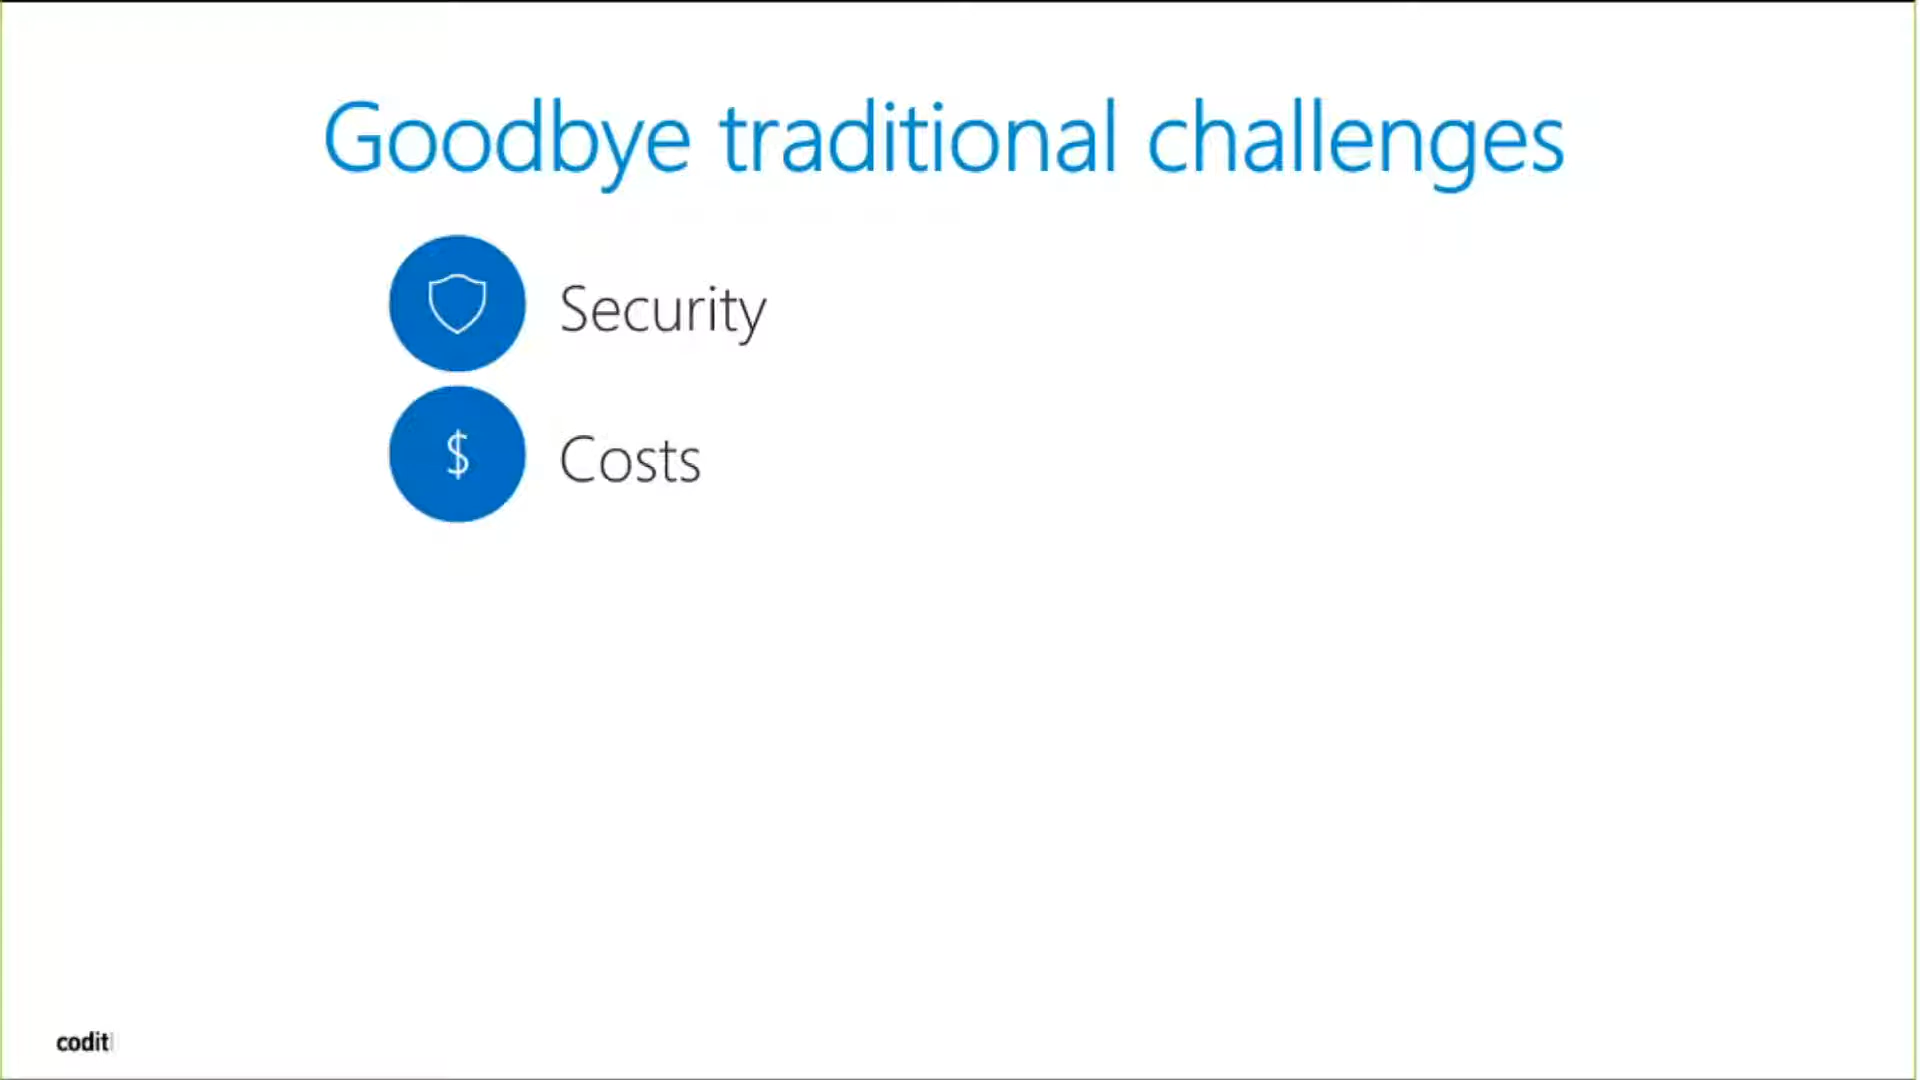 Goodbye traditional challenges
Security
$
Costs
codit